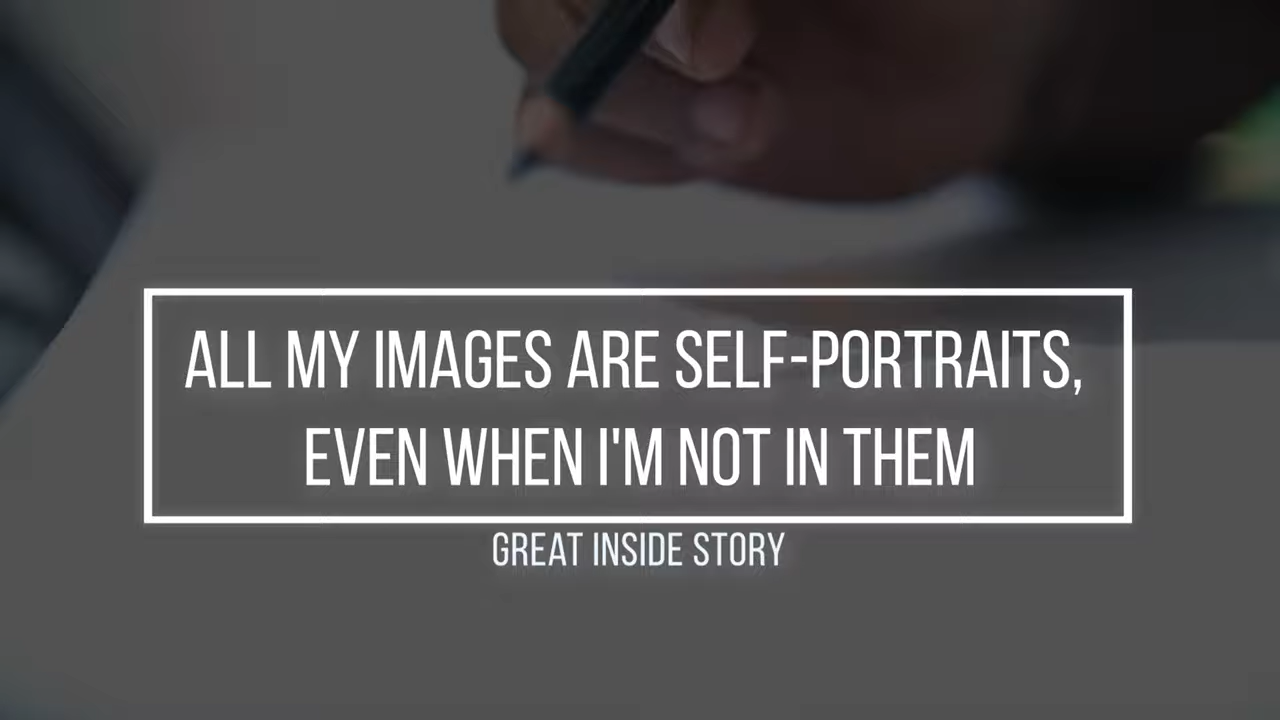 ALL MY IMAGES ARE SELF-PORTRAITS,
EVEN WHEN I'M NOT IN THEM
GREAT INSIDE STORY